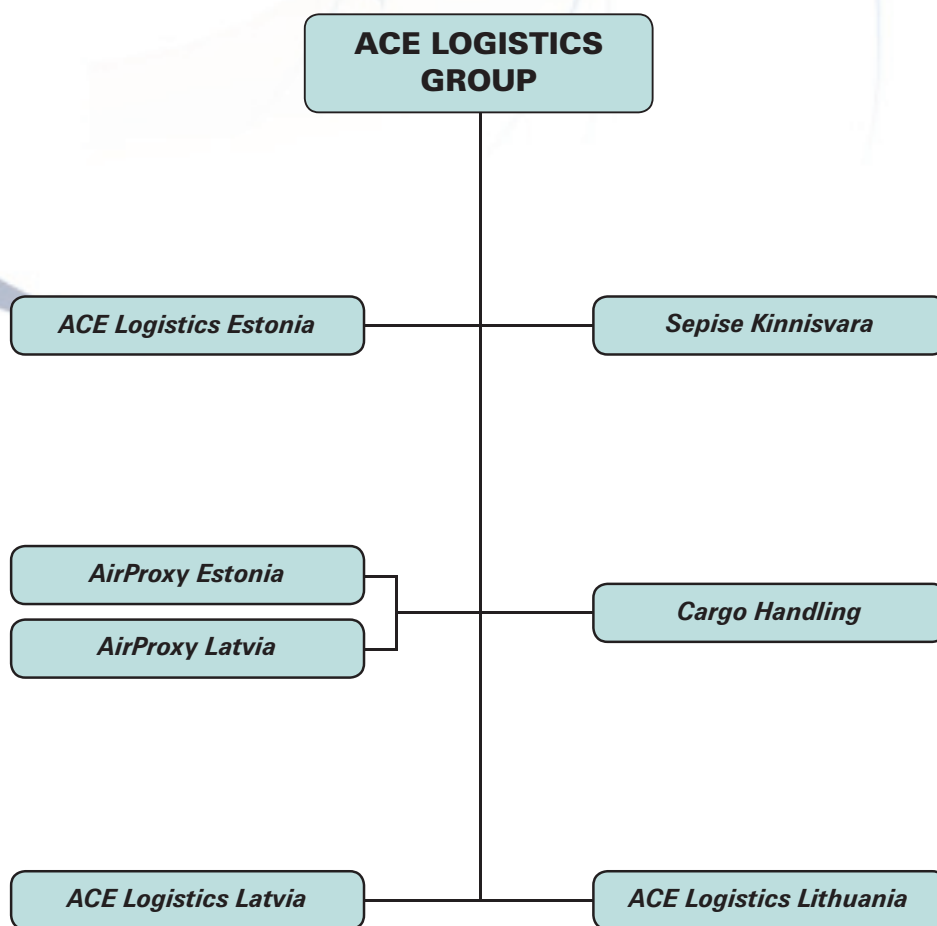 ACE LOGISTICS
GROUP
ACE Logistics Estonia
Sepise Kinnisvara
AirProxy Estonia
AirProxy Latvia
Cargo Handling
ACE Logistics Latvia
ACE Logistics Lithuania